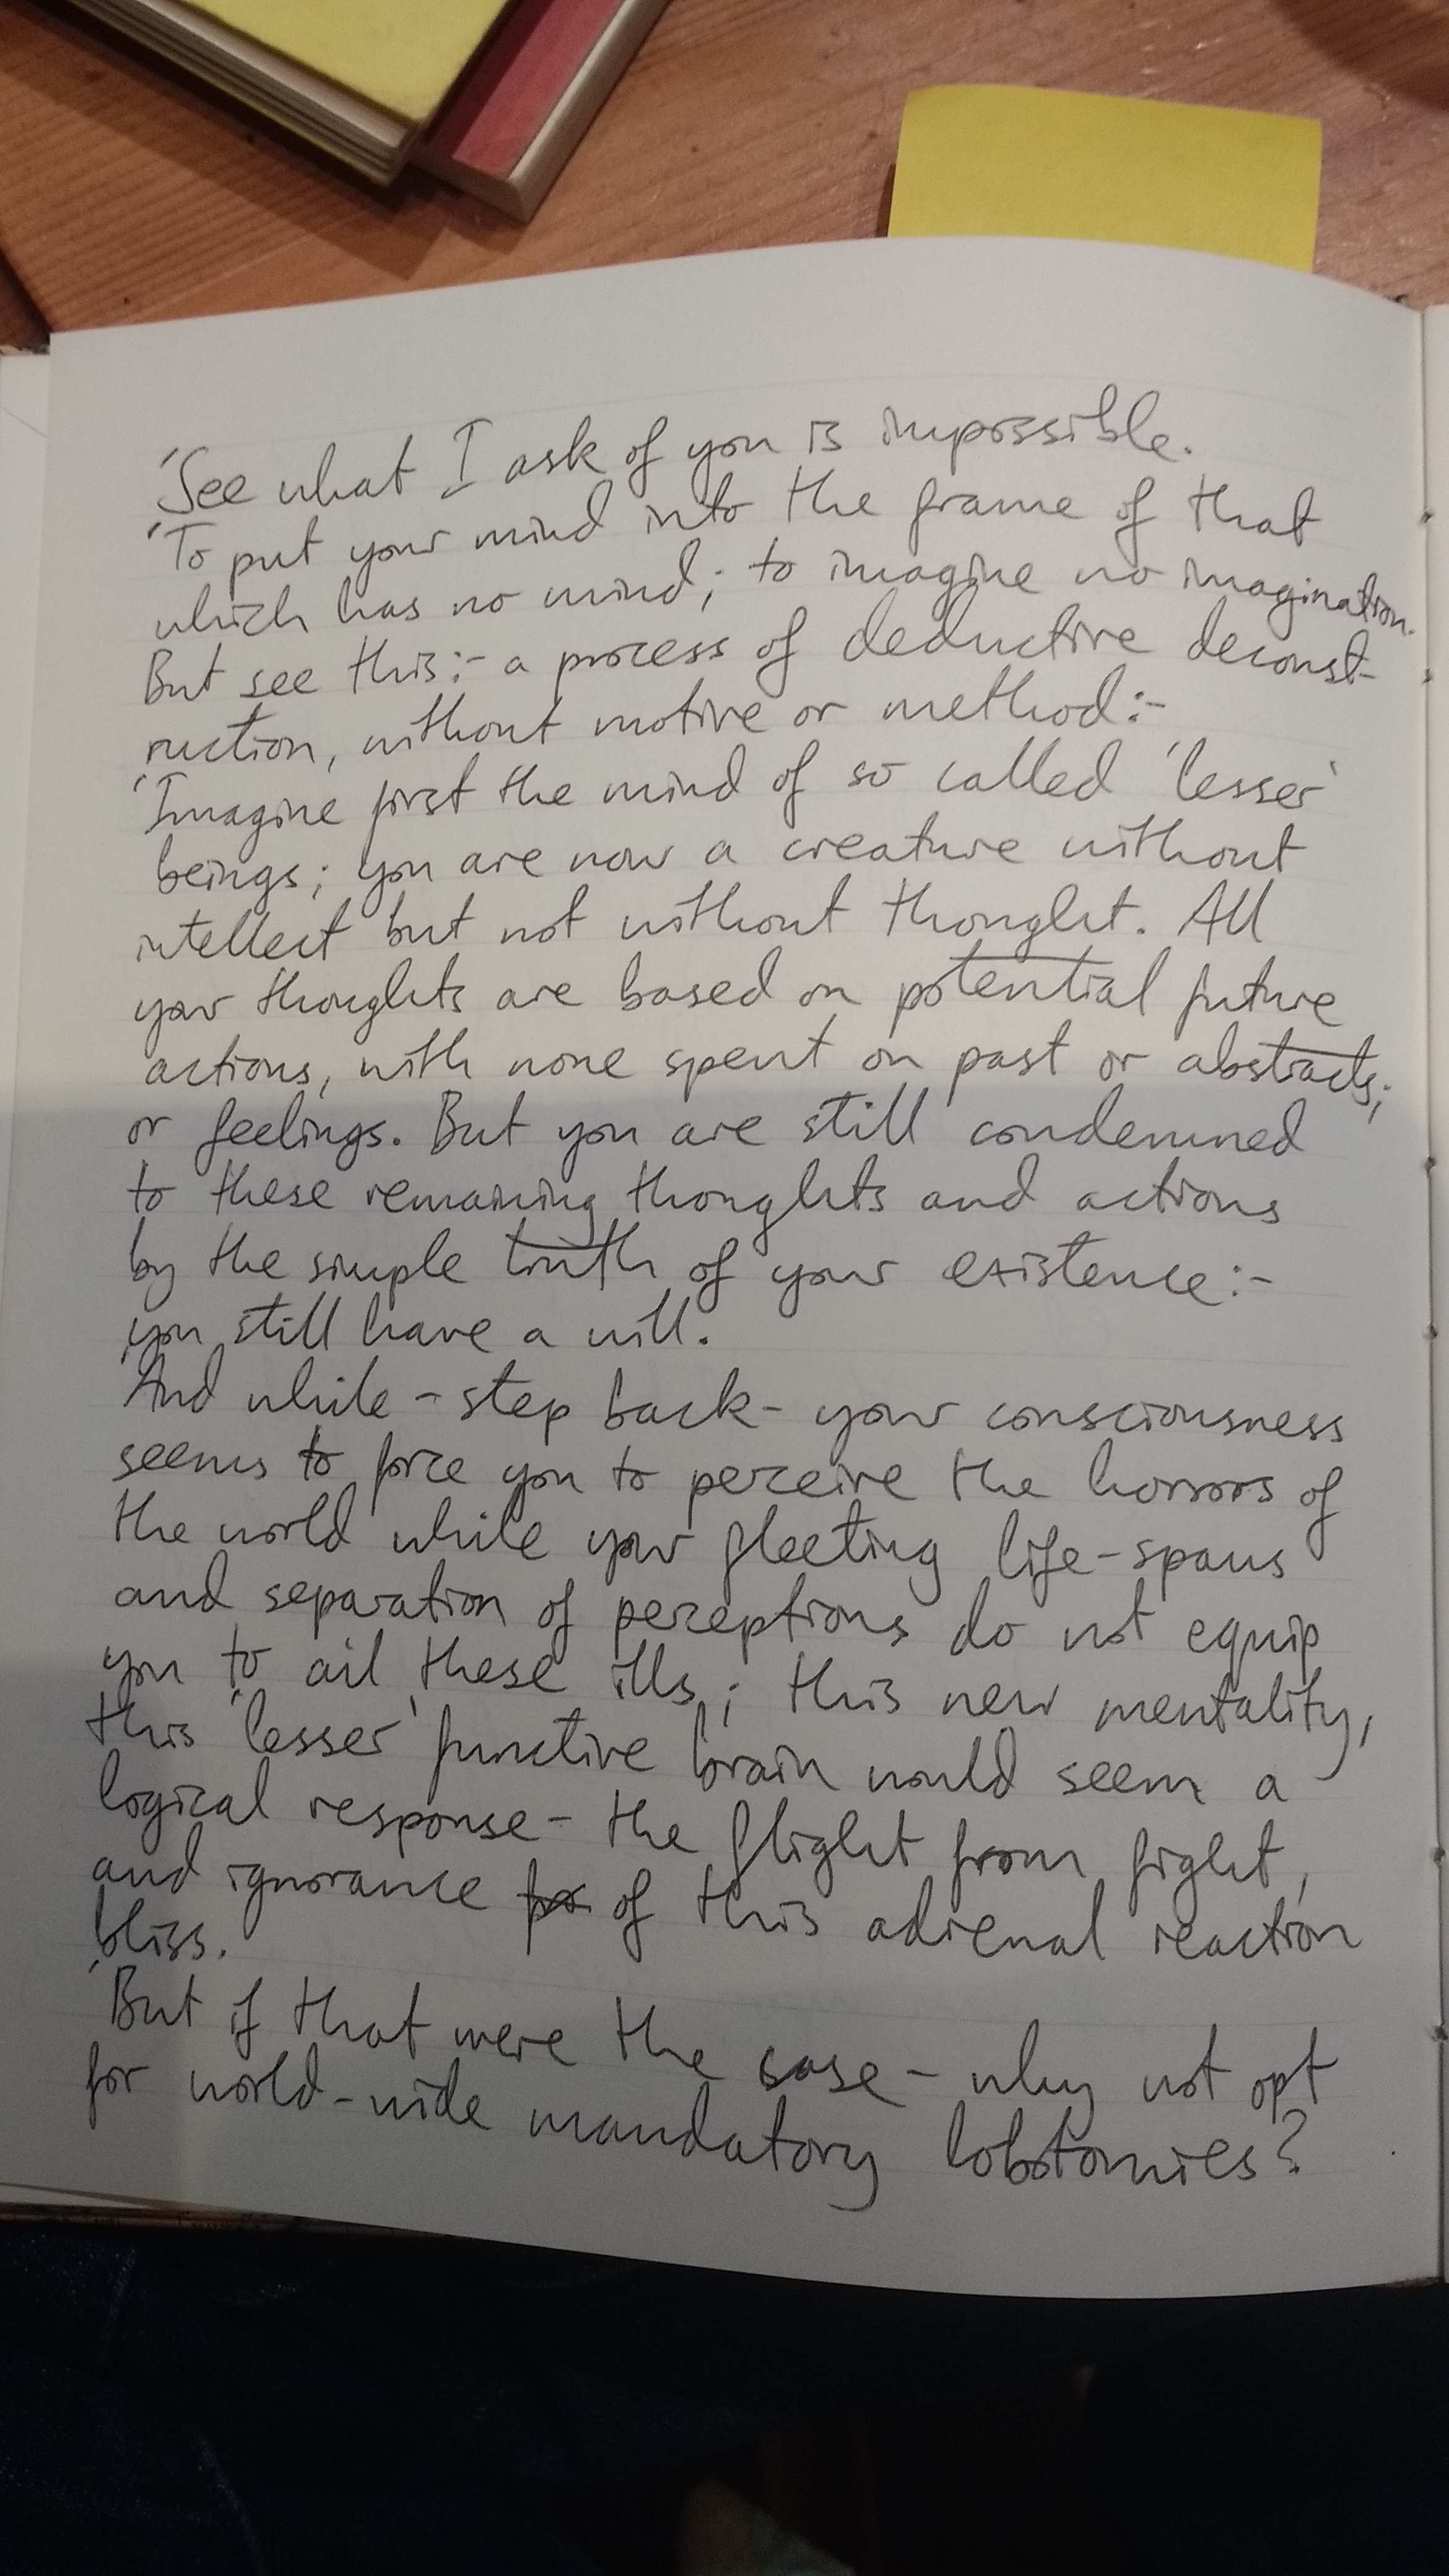 'See what I ask of you is impossible.
'To put your mind into the frame of that
which has no mind; to imagine no imagination.
But see this:- a process of deductive deconst-
ruction, without motive or method:-
'Imagine first the mind of so called 'lesser'
beings; you are now a creature without
intellect but not without thought. All
your thoughts are based on potential future
actions, with none spent on past or abstracts;
or feelings. But you are still condemned
to these remaining thoughts and actions
by the simple truth of your existence:-
you still have a will.
'And while - step back - your consciousness
seems to force you to perceive the horrors of
the world while your fleeting life-spans
and separation of perceptions do not equip
you to ail these ills; this new mentality,
this 'lesser' functive brain would seem a
logical response - the flight from fight,
and ignorance of this adrenal reaction
bliss.
'But if that were the case - why not opt
for world-wide mandatory lobotomies?